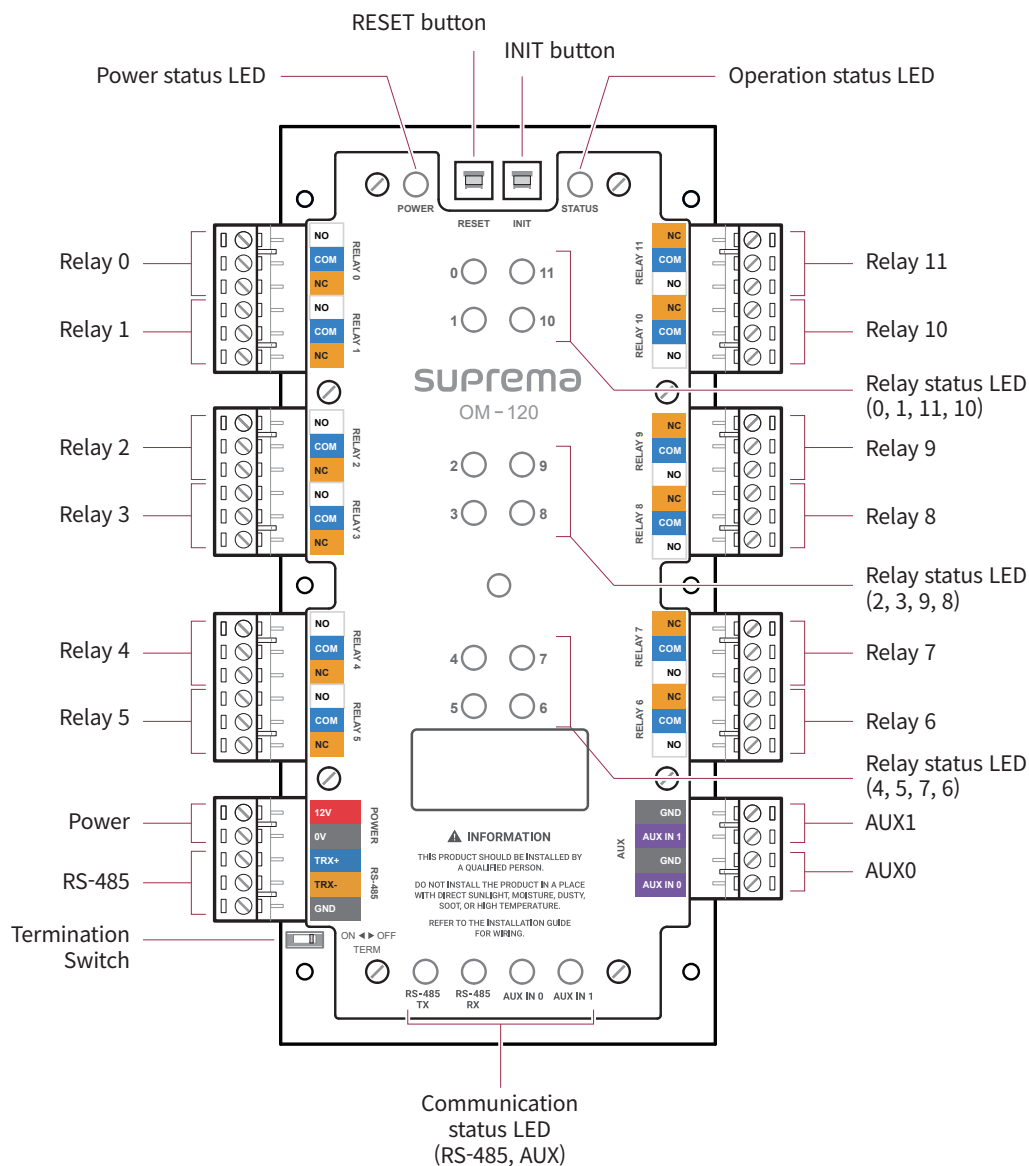 RESET button
INIT button
Power status LED
Operation status LED
POWER
RESET
INIT
STATUS
Relay 0
NO
COM
NC
RELAY 0
Relay 1
NO
COM
NC
RELAY 1
0
11
1
10
NC
COM
NO
RELAY 11
Relay 11
NC
COM
NO
RELAY 10
Relay 10
suprema
OM-120
Relay status LED
(0, 1, 11, 10)
Relay 2
NO
COM
NC
RELAY 2
Relay 3
NO
COM
NC
RELAY 3
2
9
3
8
NC
COM
NO
RELAY 9
Relay 9
NC
COM
NO
RELAY 8
Relay 8
Relay status LED
(2, 3, 9, 8)
Relay 4
NO
COM
NC
RELAY 4
Relay 5
NO
COM
NC
RELAY 5
4
7
5
6
NC
COM
NO
RELAY 7
Relay 7
NC
COM
NO
RELAY 6
Relay 6
Relay status LED
(4, 5, 7, 6)
Power
12V
0V
POWER
RS-485
TRX+
TRX-
GND
RS-485
INFORMATION
THIS PRODUCT SHOULD BE INSTALLED BY
A QUALIFIED PERSON.
DO NOT INSTALL THE PRODUCT IN A PLACE
WITH DIRECT SUNLIGHT, MOISTURE, DUSTY,
SOOT, OR HIGH TEMPERATURE.
REFER TO THE INSTALLATION GUIDE
FOR WIRING.
GND
AUX IN 1
GND
AUX IN 0
AUX
AUX1
AUX0
Termination
Switch
ON ◄ ► OFF
TERM
RS-485
TX
RS-485
RX
AUX IN 0
AUX IN 1
Communication
status LED
(RS-485, AUX)